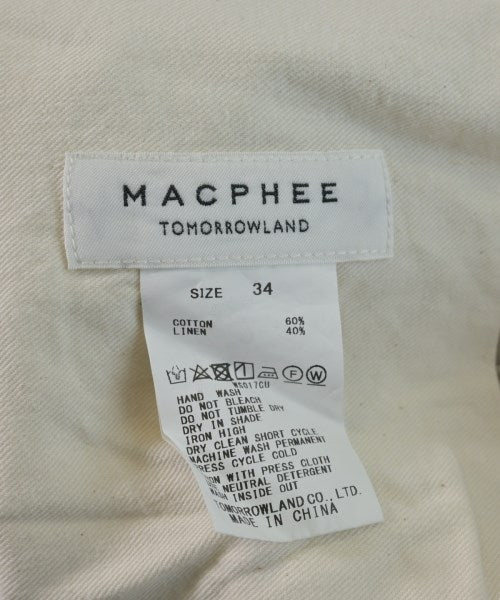 MACPHEE
TOMORROWLAND
SIZE 34
COTTON 60%
LINEN 40%
F W
WS017CU
HAND WASH
DO NOT BLEACH
DO NOT TUMBLE DRY
DRY IN SHADE
IRON HIGH
DRY CLEAN SHORT CYCLE
MACHINE WASH PERMANENT
PRESS CYCLE COLD
WITH PRESS CLOTH
NEUTRAL DETERGENT
WASH INSIDE OUT
TOMORROWLAND CO., LTD.
MADE IN CHINA